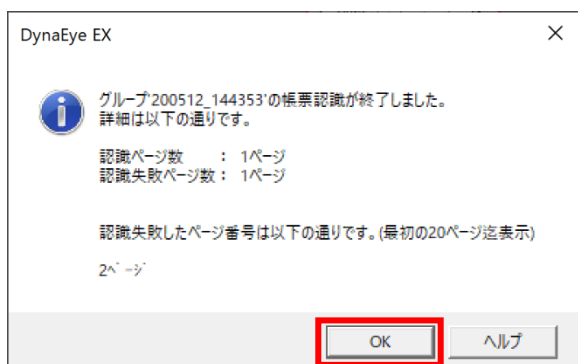 DynaEye EX
グループ'200512_144353'の帳票認識が終了しました。
詳細は以下の通りです。
認識ページ数　　：　1ページ
認識失敗ページ数：　1ページ
認識失敗したページ番号は以下の通りです。(最初の20ページ迄表示)
2ﾍﾟｰｼﾞ
OK
ヘルプ